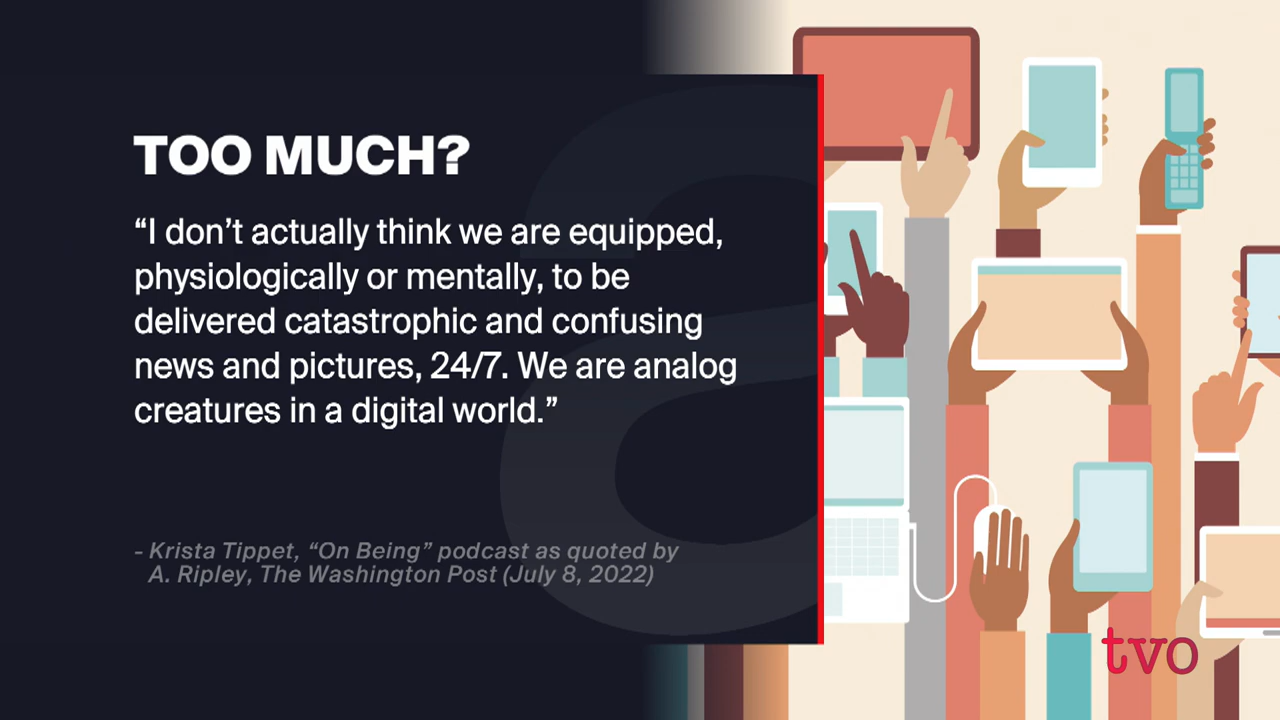 TOO MUCH?
“I don’t actually think we are equipped,
physiologically or mentally, to be
delivered catastrophic and confusing
news and pictures, 24/7. We are analog
creatures in a digital world.”
- Krista Tippet, “On Being” podcast as quoted by
A. Ripley, The Washington Post (July 8, 2022)
tvo